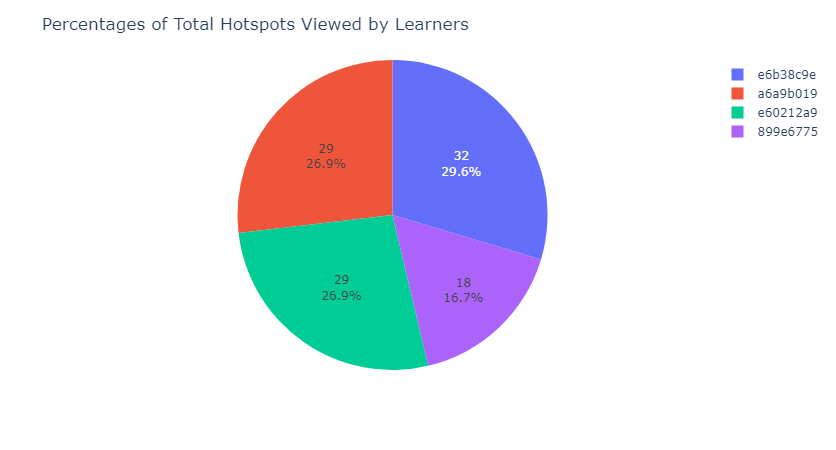 Percentages of Total Hotspots Viewed by Learners
e6b38c9e
a6a9b019
e60212a9
899e6775
29
26.9%
32
29.6%
29
26.9%
18
16.7%